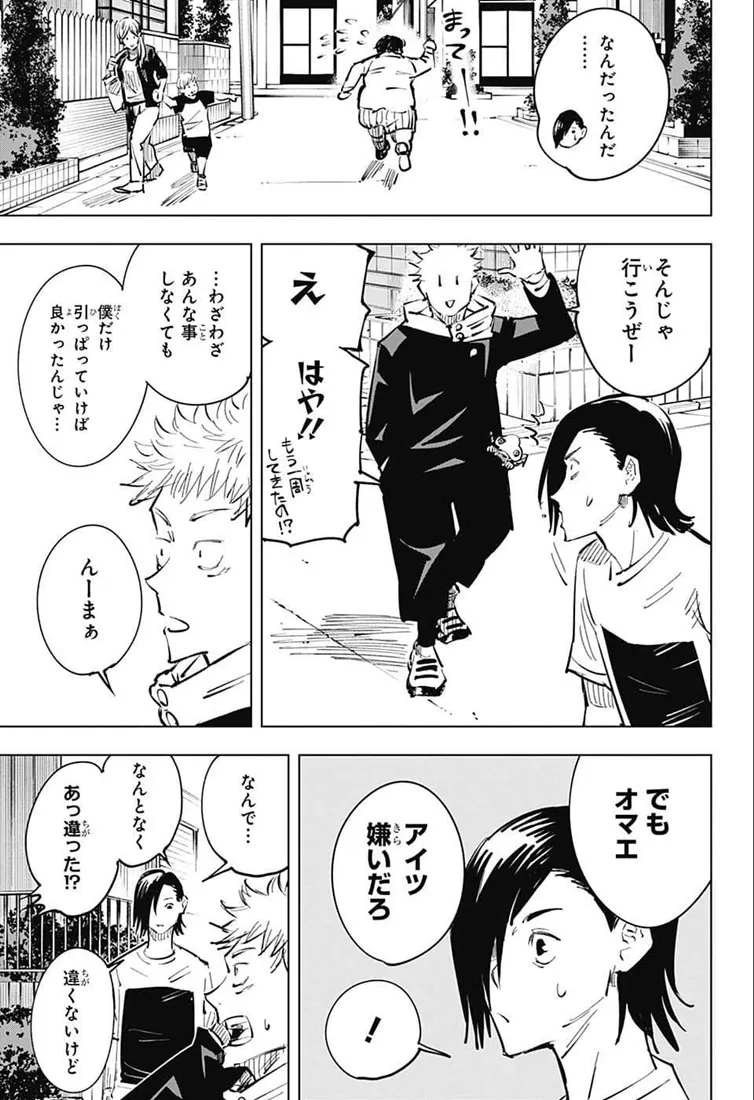 なんだったんだ
……
まって
ー!!
そんじゃ
行こうぜー
え
はや!!
もう一周
してきたの!?
…わざわざ
あんな事
しなくても
僕だけ
引っぱっていけば
良かったんじゃ…
んーまぁ
でも
オマエ
アイツ
嫌いだろ
!
なんで…
なんとなく
あっ違った!?
違くないけど